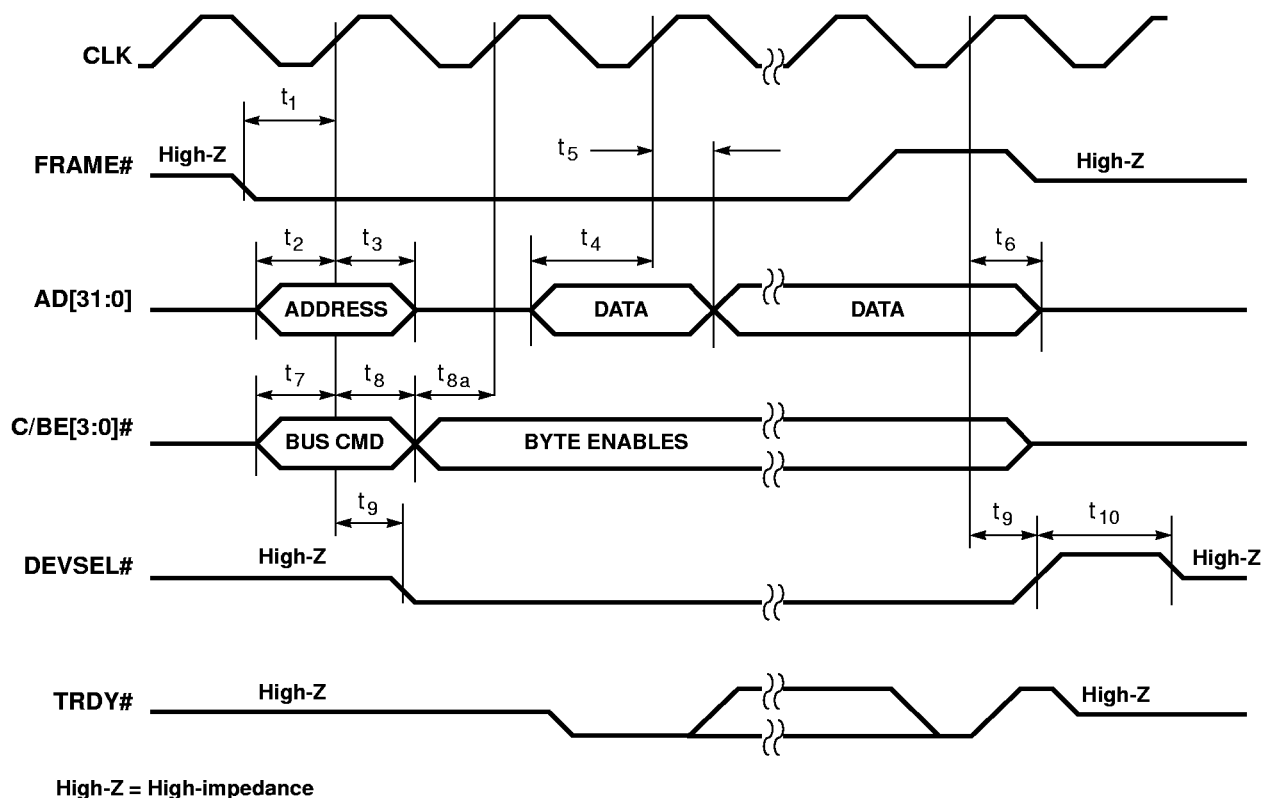 CLK
t1
FRAME#
High-Z
t5
High-Z
t2
t3
t4
t6
AD[31:0]
ADDRESS
DATA
DATA
t7
t8
t8a
C/BE[3:0]#
BUS CMD
BYTE ENABLES
t9
t9
t10
DEVSEL#
High-Z
High-Z
TRDY#
High-Z
High-Z
High-Z = High-impedance